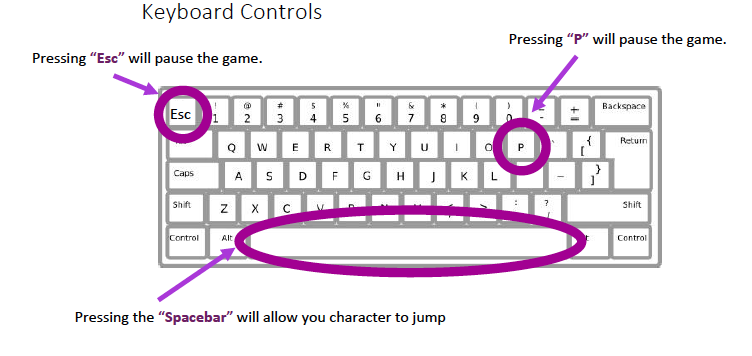 Keyboard Controls
Pressing "P" will pause the game.
Pressing "Esc" will pause the game.
Esc ! 1 @ 2 # 3 $ 4 % 5 " 6 & 7 * 8 ( 9 ) 0 - + = Backspace
Q W E R T Y U I O P { [ Return
Caps A S D F G H J K L _ } ]
Shift Z X C V : ? / Shift
Control Alt Control
Pressing the "Spacebar" will allow you character to jump